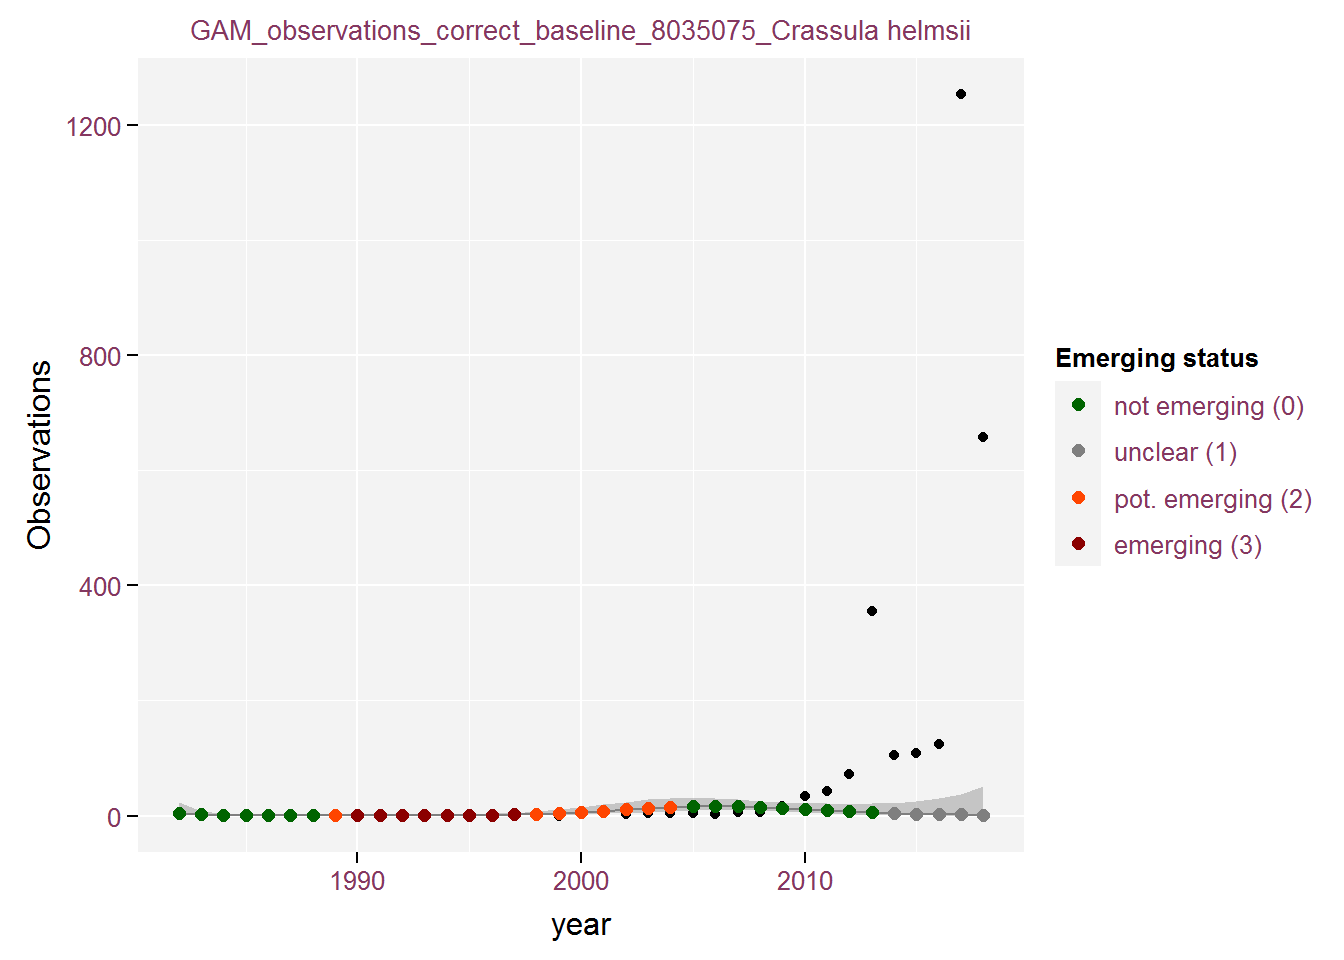 GAM_observations_correct_baseline_8035075_Crassula helmsii
1200
800
400
0
Observations
1990
2000
2010
year
Emerging status
not emerging (0)
unclear (1)
pot. emerging (2)
emerging (3)